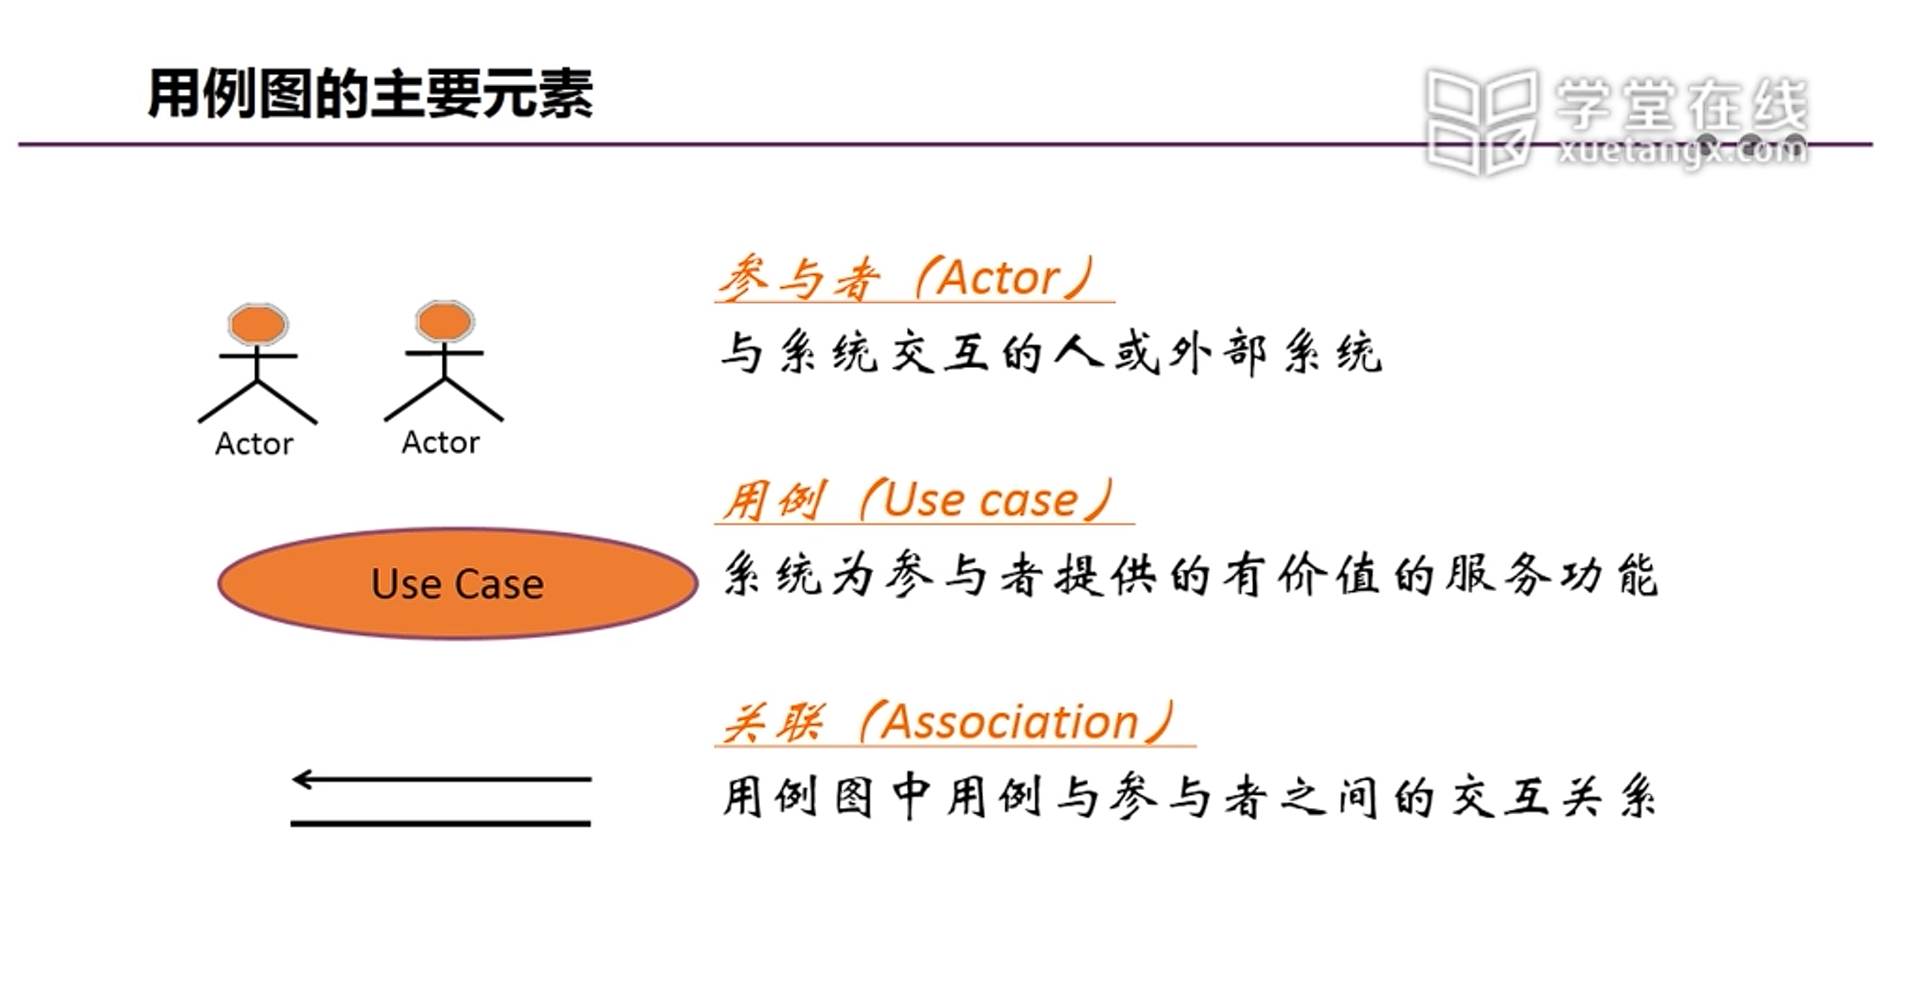 用例图的主要元素
学堂在线
xuetangx.com
参与者（Actor）
与系统交互的人或外部系统
Actor
Actor
用例（Use case）
Use Case
系统为参与者提供的有价值的服务功能
关联（Association）
用例图中用例与参与者之间的交互关系